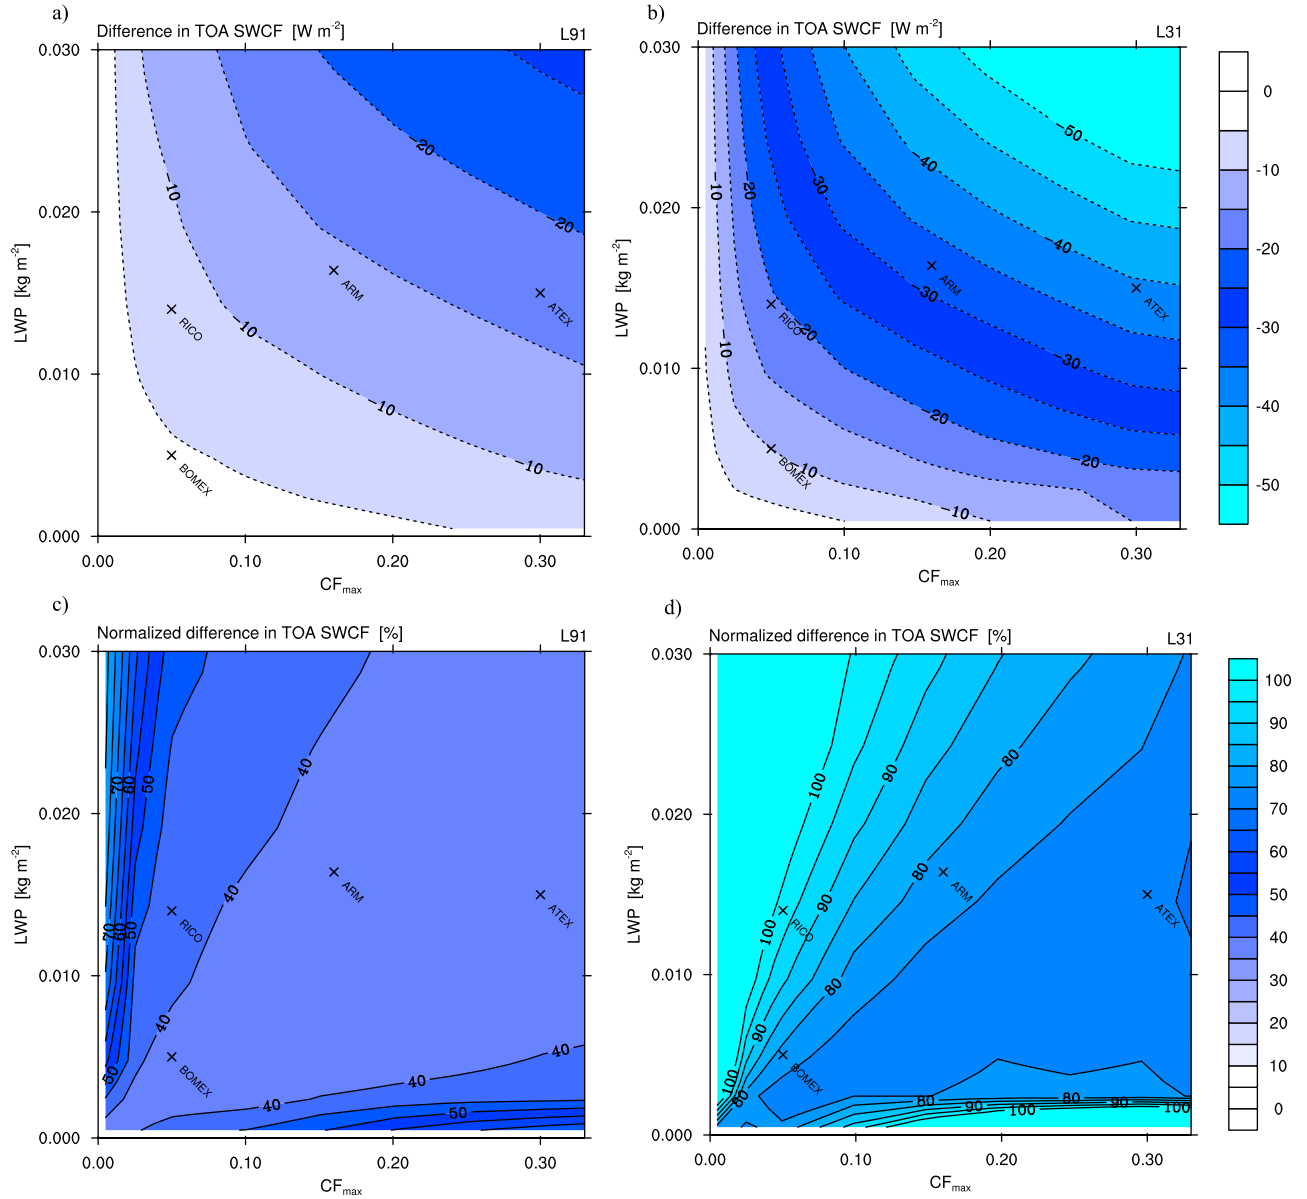 a)
Difference in TOA SWCF [W m-2]
L91
0.030
0.020
0.010
0.000
LWP [kg m-2]
20
20
10
10
10
10
RICO
ARM
ATEX
BOMEX
0.00 0.10 0.20 0.30
CFmax
b)
Difference in TOA SWCF [W m-2]
L31
0.030
0.020
0.010
0.000
LWP [kg m-2]
-50
-40
10
20
30
-40
-30
ARM
ATEX
RICO
-20
10
-30
-20
-20
-10
BOMEX
-10
0.00 0.10 0.20 0.30
CFmax
0
-10
-20
-30
-40
-50
c)
Normalized difference in TOA SWCF [%]
L91
0.030
0.020
0.010
0.000
LWP [kg m-2]
40
70 60 50
40
ARM
ATEX
RICO
70 60 50
40
40
50
BOMEX
40
40
50
0.00 0.10 0.20 0.30
CFmax
d)
Normalized difference in TOA SWCF [%]
L31
0.030
0.020
0.010
0.000
LWP [kg m-2]
100
90
80
80
ARM
90
ATEX
100
RICO
80
90
BOMEX
100
80
80 90 100 80 90 100
0.00 0.10 0.20 0.30
CFmax
100
90
80
70
60
50
40
30
20
10
0